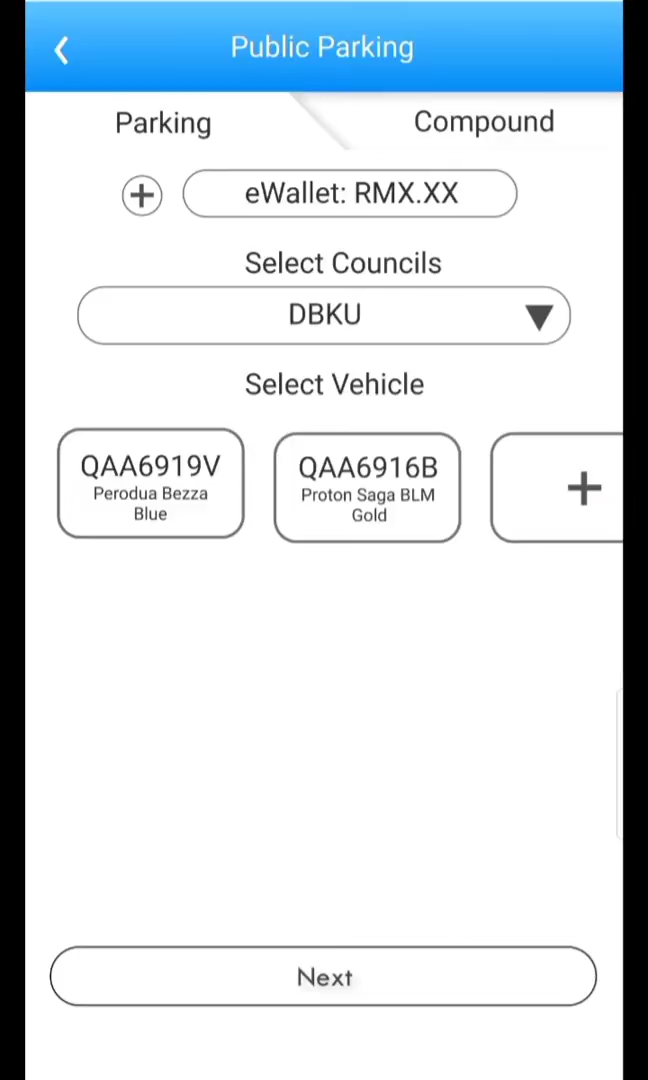 Public Parking
Parking
Compound
eWallet: RMX.XX
Select Councils
DBKU
Select Vehicle
QAA6919V
Perodua Bezza
Blue
QAA6916B
Proton Saga BLM
Gold
Next